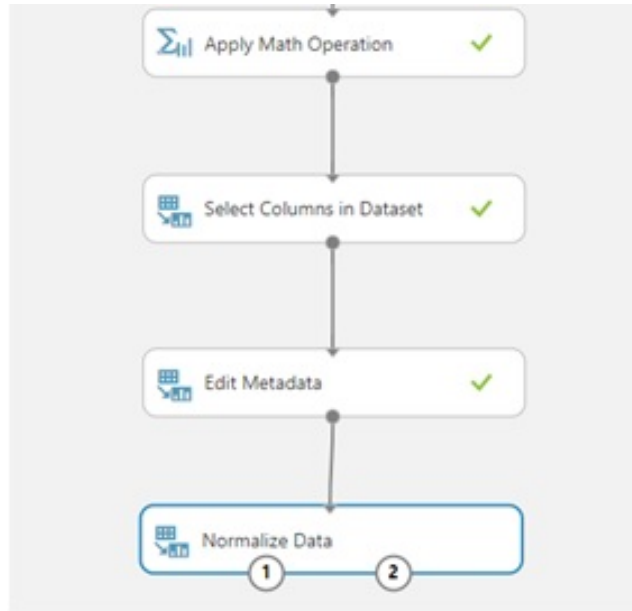 Apply Math Operation
Select Columns in Dataset
Edit Metadata
Normalize Data
1 2